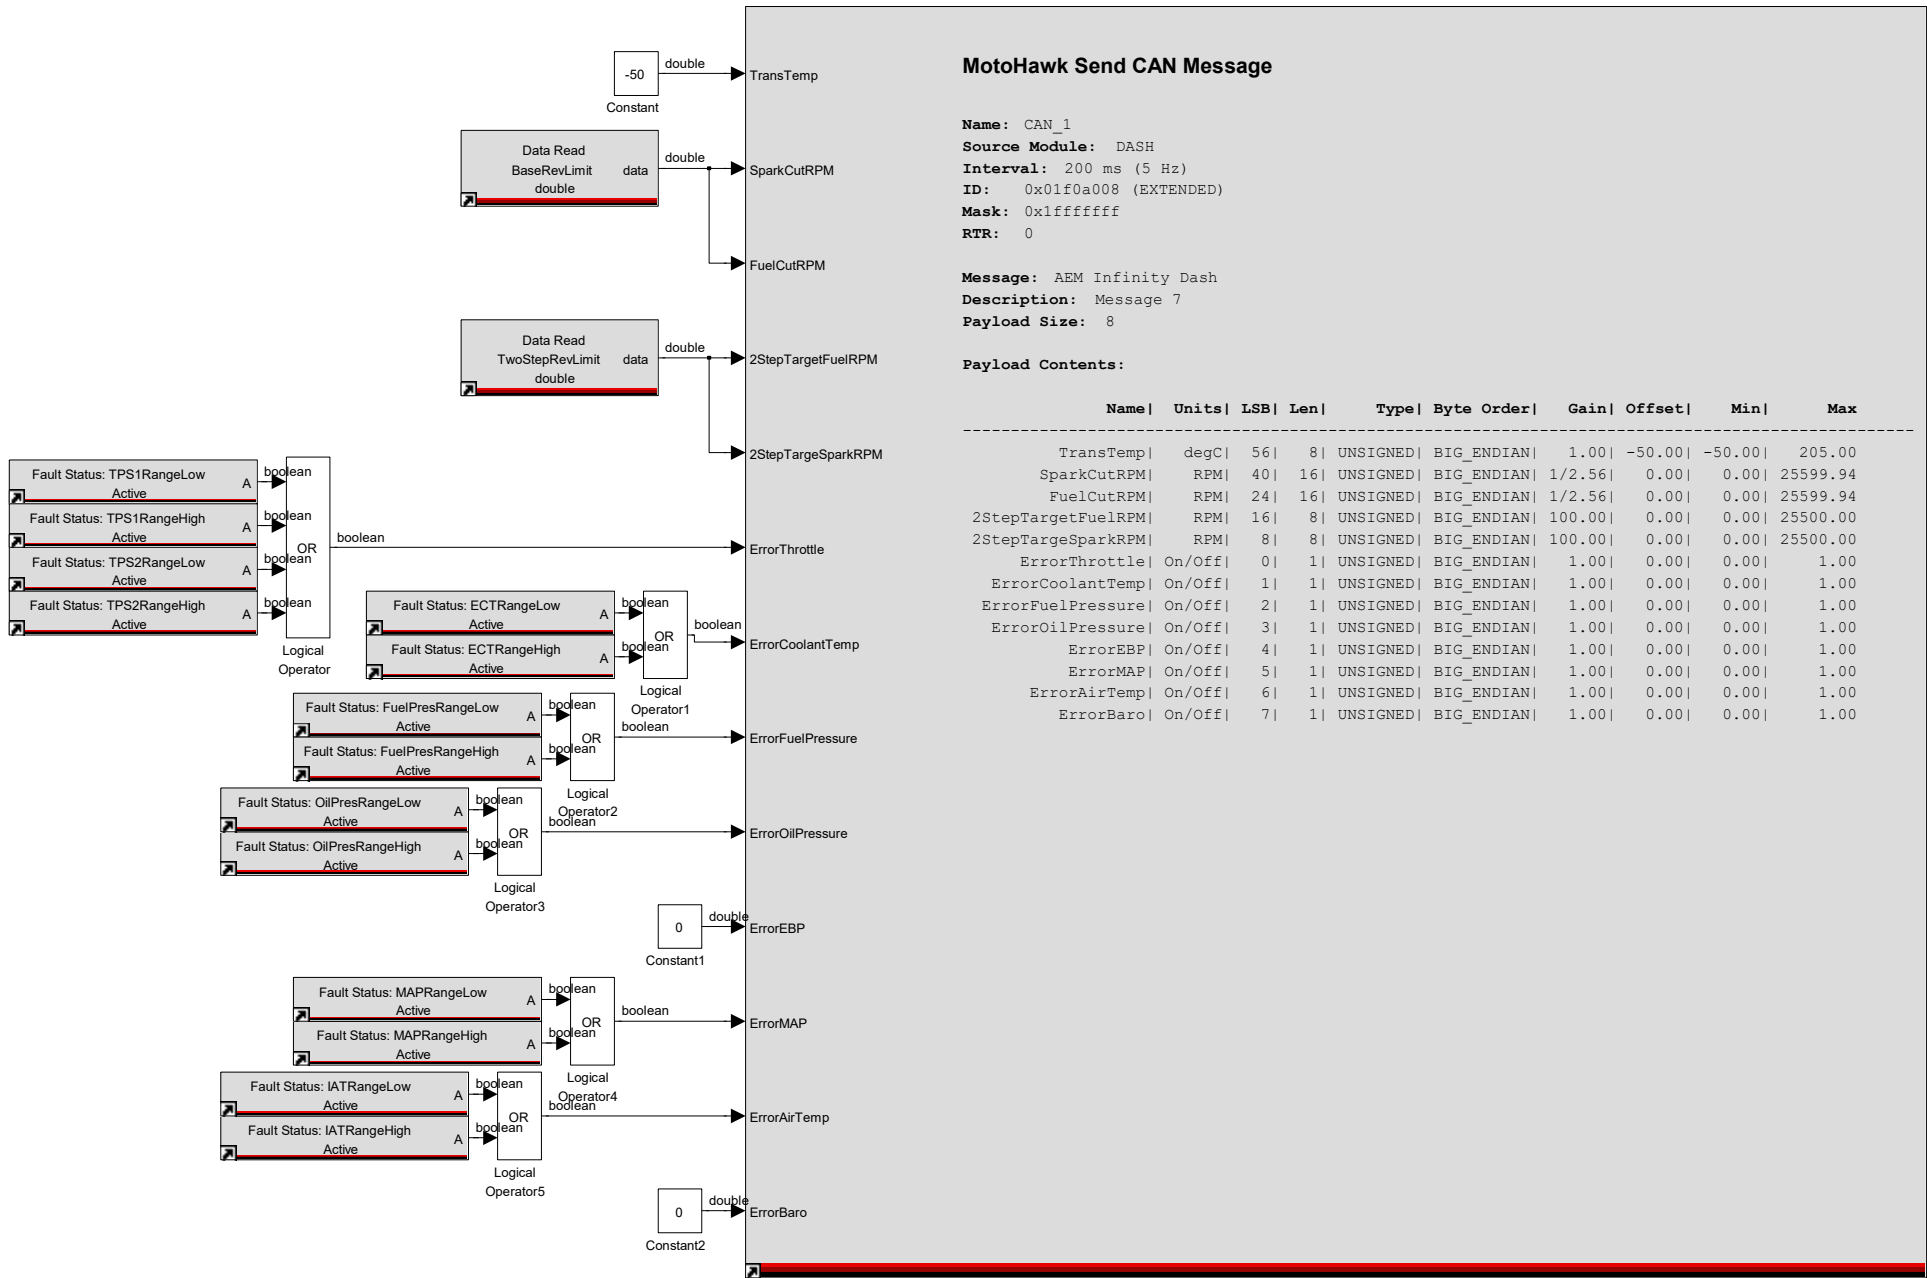 -50
double
Constant
TransTemp
Data Read
BaseRevLimit
double
data
double
SparkCutRPM
FuelCutRPM
Data Read
TwoStepRevLimit
double
data
double
2StepTargetFuelRPM
2StepTargeSparkRPM
Fault Status: TPS1RangeLow
Active
A
boolean
Fault Status: TPS1RangeHigh
Active
A
boolean
Fault Status: TPS2RangeLow
Active
A
boolean
Fault Status: TPS2RangeHigh
Active
A
boolean
OR
Logical
Operator
boolean
ErrorThrottle
Fault Status: ECTRangeLow
Active
A
boolean
Fault Status: ECTRangeHigh
Active
A
boolean
OR
Logical
Operator1
boolean
ErrorCoolantTemp
Fault Status: FuelPresRangeLow
Active
A
boolean
Fault Status: FuelPresRangeHigh
Active
A
boolean
OR
Logical
Operator2
boolean
ErrorFuelPressure
Fault Status: OilPresRangeLow
Active
A
boolean
Fault Status: OilPresRangeHigh
Active
A
boolean
OR
Logical
Operator3
boolean
ErrorOilPressure
0
double
Constant1
ErrorEBP
Fault Status: MAPRangeLow
Active
A
boolean
Fault Status: MAPRangeHigh
Active
A
boolean
OR
Logical
Operator4
boolean
ErrorMAP
Fault Status: IATRangeLow
Active
A
boolean
Fault Status: IATRangeHigh
Active
A
boolean
OR
Logical
Operator5
boolean
ErrorAirTemp
0
double
Constant2
ErrorBaro
MotoHawk Send CAN Message
Name: CAN_1
Source Module: DASH
Interval: 200 ms (5 Hz)
ID: 0x01f0a008 (EXTENDED)
Mask: 0x1fffffff
RTR: 0
Message: AEM Infinity Dash
Description: Message 7
Payload Size: 8
Payload Contents:
Name| Units| LSB| Len| Type| Byte Order| Gain| Offset| Min| Max
TransTemp| degC| 56| 8| UNSIGNED| BIG_ENDIAN| 1.00| -50.00| -50.00| 205.00
SparkCutRPM| RPM| 40| 16| UNSIGNED| BIG_ENDIAN| 1/2.56| 0.00| 0.00| 25599.94
FuelCutRPM| RPM| 24| 16| UNSIGNED| BIG_ENDIAN| 1/2.56| 0.00| 0.00| 25599.94
2StepTargetFuelRPM| RPM| 16| 8| UNSIGNED| BIG_ENDIAN| 100.00| 0.00| 0.00| 25500.00
2StepTargeSparkRPM| RPM| 8| 8| UNSIGNED| BIG_ENDIAN| 100.00| 0.00| 0.00| 25500.00
ErrorThrottle| On/Off| 0| 1| UNSIGNED| BIG_ENDIAN| 1.00| 0.00| 0.00| 1.00
ErrorCoolantTemp| On/Off| 1| 1| UNSIGNED| BIG_ENDIAN| 1.00| 0.00| 0.00| 1.00
ErrorFuelPressure| On/Off| 2| 1| UNSIGNED| BIG_ENDIAN| 1.00| 0.00| 0.00| 1.00
ErrorOilPressure| On/Off| 3| 1| UNSIGNED| BIG_ENDIAN| 1.00| 0.00| 0.00| 1.00
ErrorEBP| On/Off| 4| 1| UNSIGNED| BIG_ENDIAN| 1.00| 0.00| 0.00| 1.00
ErrorMAP| On/Off| 5| 1| UNSIGNED| BIG_ENDIAN| 1.00| 0.00| 0.00| 1.00
ErrorAirTemp| On/Off| 6| 1| UNSIGNED| BIG_ENDIAN| 1.00| 0.00| 0.00| 1.00
ErrorBaro| On/Off| 7| 1| UNSIGNED| BIG_ENDIAN| 1.00| 0.00| 0.00| 1.00